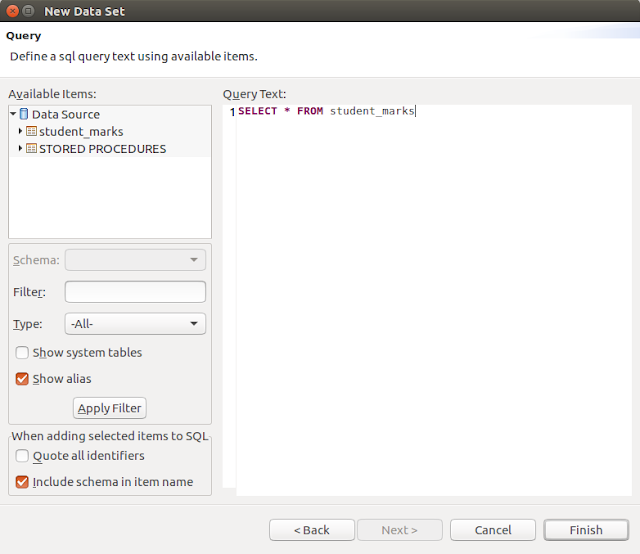 New Data Set
Query
Define a sql query text using available items.
Available Items:
Data Source
student_marks
STORED PROCEDURES
Schema:
Filter:
Type:
-All-
Show system tables
Show alias
Apply Filter
When adding selected items to SQL
Quote all identifiers
Include schema in item name
Query Text:
1 SELECT * FROM student_marks
< Back
Next >
Cancel
Finish